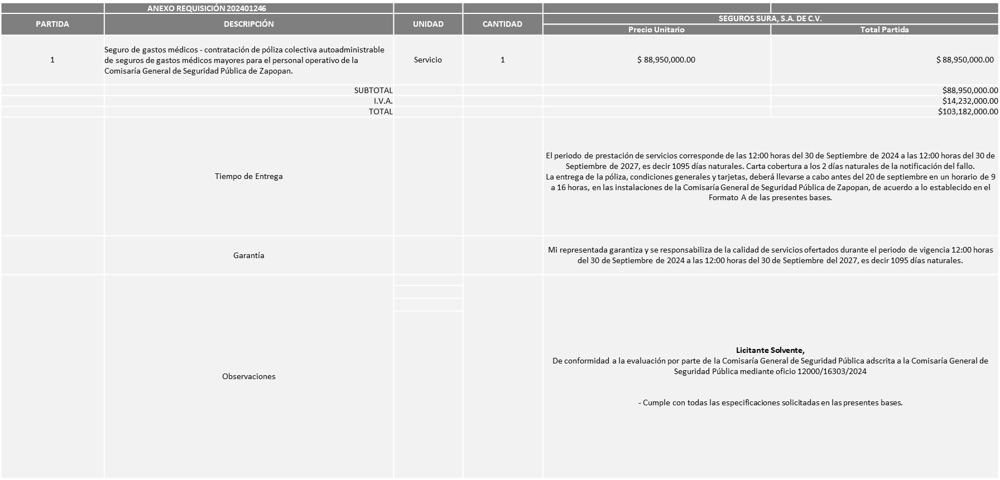 ANEXO REQUISICIÓN 202401246
PARTIDA
DESCRIPCIÓN
UNIDAD
CANTIDAD
SEGUROS SURA, S.A. DE C.V.
Precio Unitario
Total Partida
1
Seguro de gastos médicos - contratación de póliza colectiva autoadministrable
de seguros de gastos médicos mayores para el personal operativo de la
Comisaría General de Seguridad Pública de Zapopan.
Servicio
1
$ 88,950,000.00
$ 88,950,000.00
SUBTOTAL
$88,950,000.00
I.V.A.
$14,232,000.00
TOTAL
$103,182,000.00
Tiempo de Entrega
El periodo de prestación de servicios corresponde de las 12:00 horas del 30 de Septiembre de 2024 a las 12:00 horas del 30 de
Septiembre de 2027, es decir 1095 días naturales. Carta cobertura a los 2 días naturales de la notificación del fallo.
La entrega de la póliza, condiciones generales y tarjetas, deberá llevarse a cabo antes del 20 de septiembre en un horario de 9
a 16 horas, en las instalaciones de la Comisaría General de Seguridad Pública de Zapopan, de acuerdo a lo establecido en el
Formato A de las presentes bases.
Garantía
Mi representada garantiza y se responsabiliza de la calidad de servicios ofertados durante el periodo de vigencia 12:00 horas
del 30 de Septiembre de 2024 a las 12:00 horas del 30 de Septiembre del 2027, es decir 1095 días naturales.
Observaciones
Licitante Solvente,
De conformidad a la evaluación por parte de la Comisaría General de Seguridad Pública adscrita a la Comisaría General de
Seguridad Pública mediante oficio 12000/16303/2024
- Cumple con todas las especificaciones solicitadas en las presentes bases.